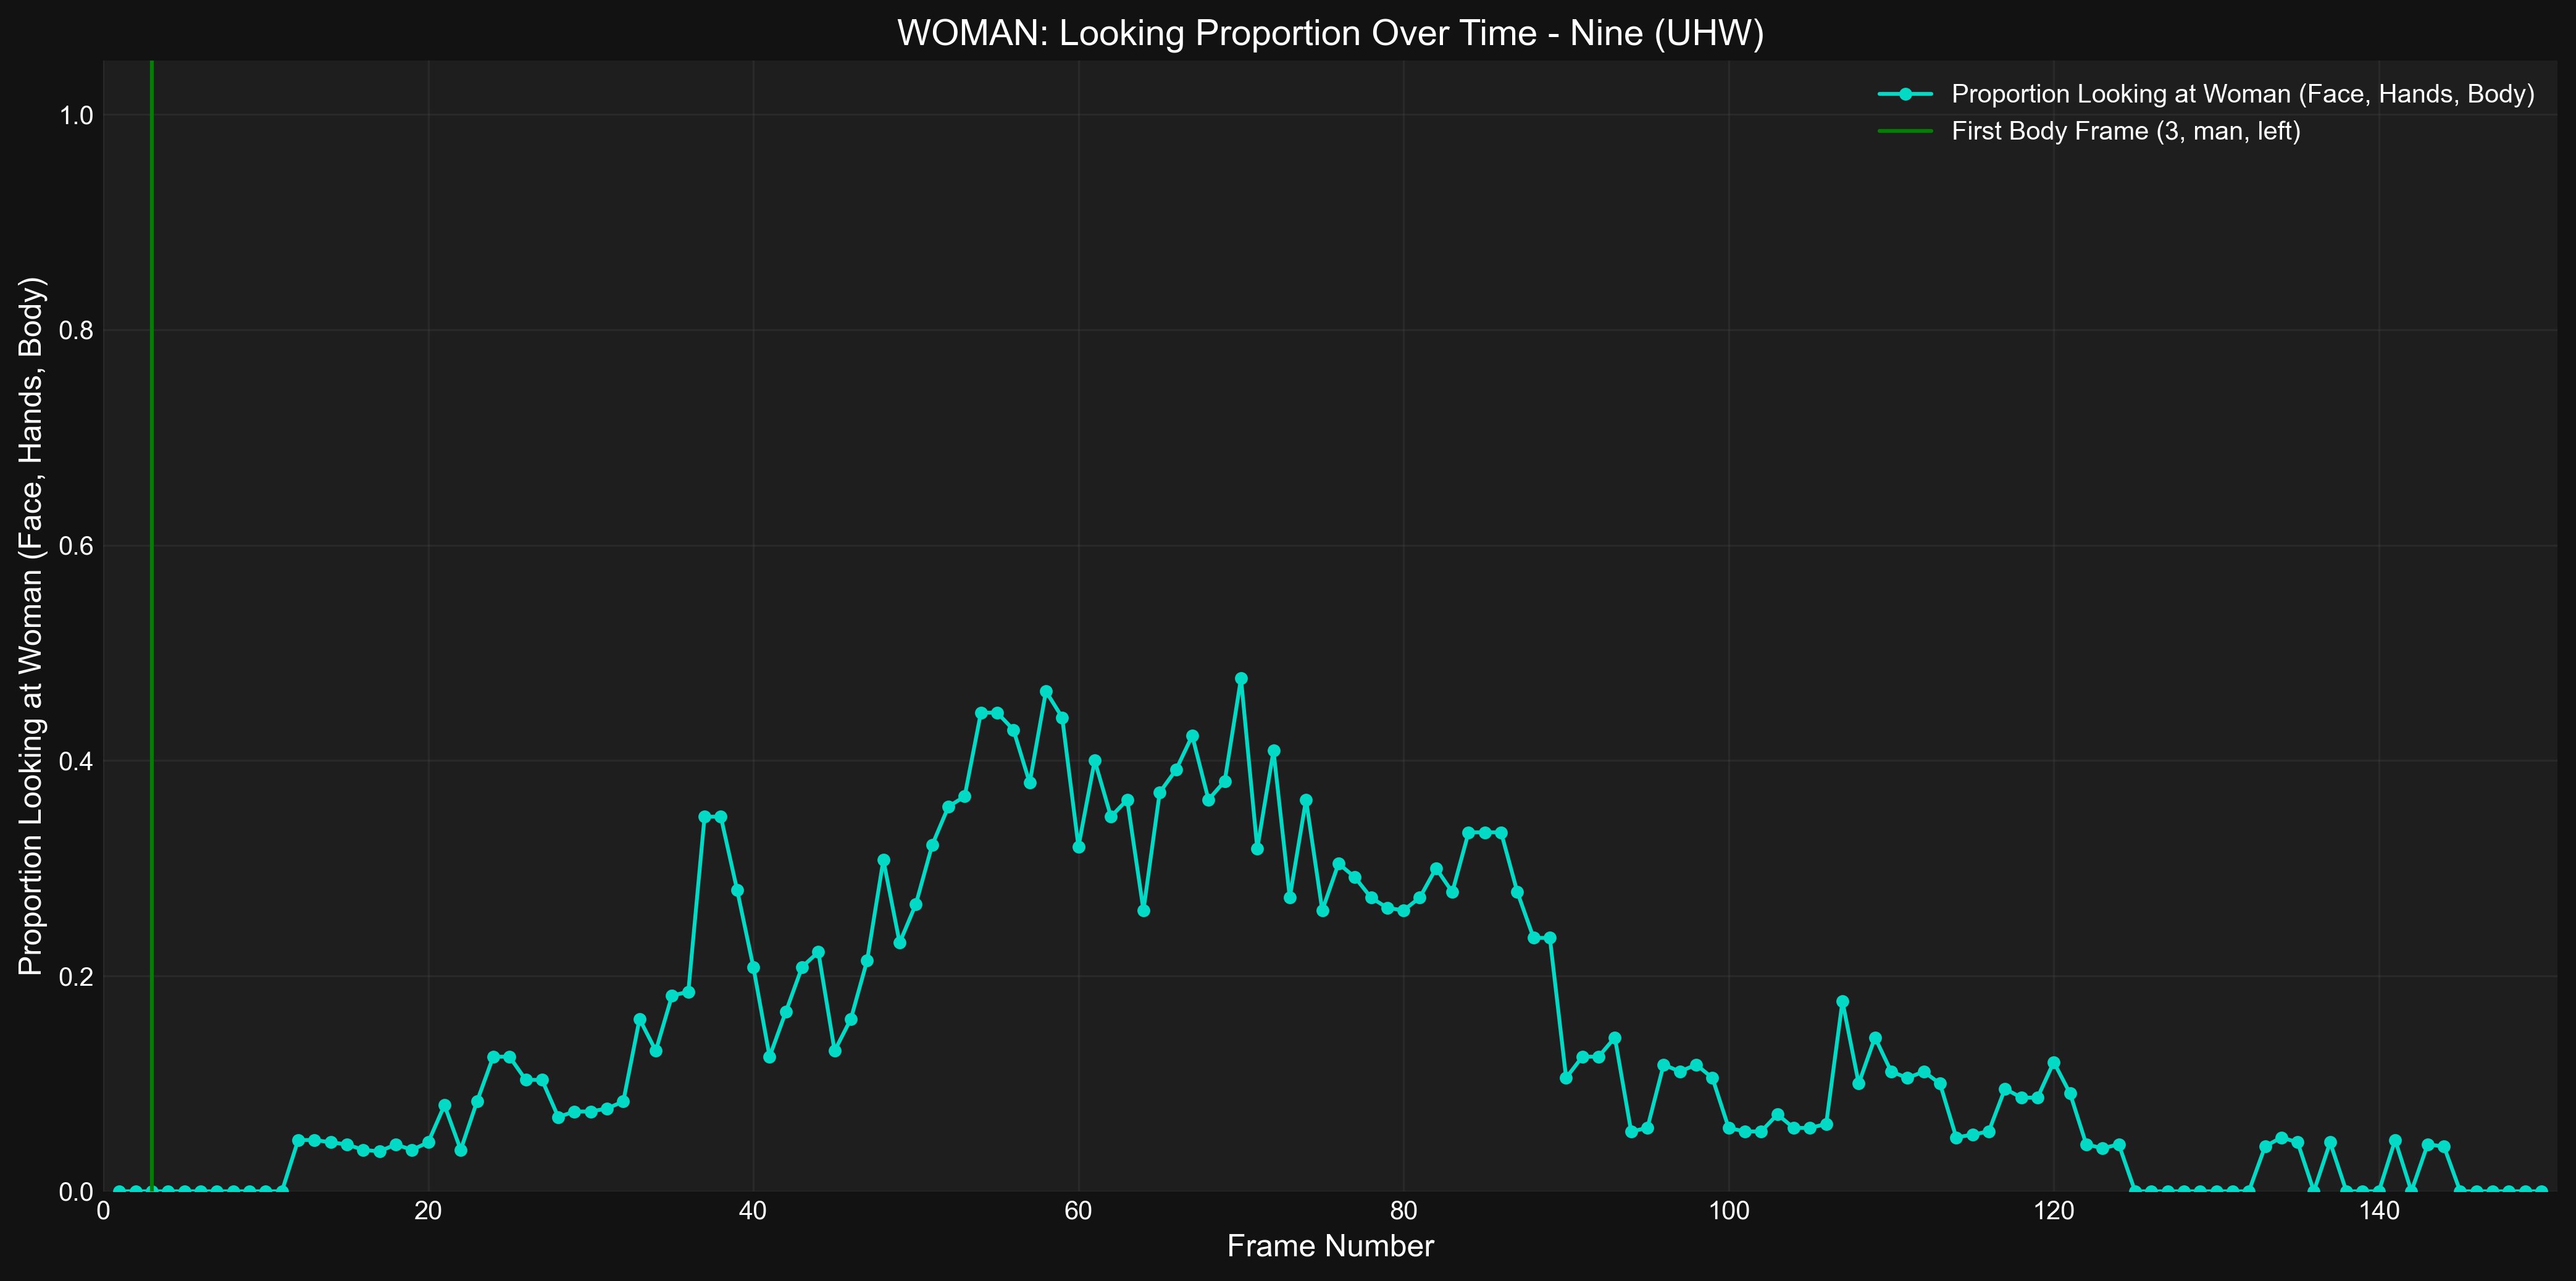 WOMAN: Looking Proportion Over Time - Nine (UHW)
Proportion Looking at Woman (Face, Hands, Body)
First Body Frame (3, man, left)
Proportion Looking at Woman (Face, Hands, Body)
1.0
0.8
0.6
0.4
0.2
0.0
0 20 40 60 80 100 120 140
Frame Number